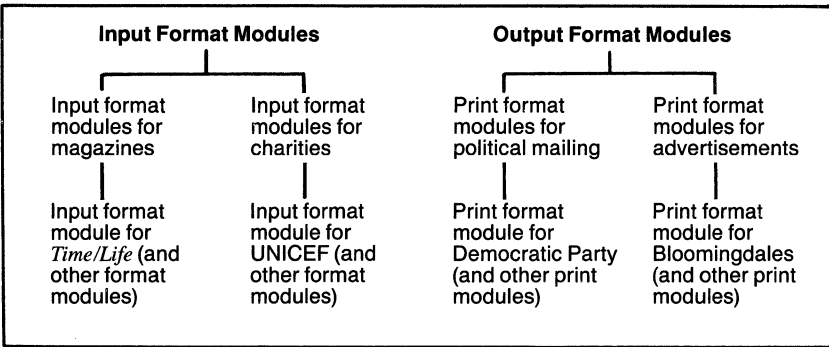 Input Format Modules
Output Format Modules
Input format
modules for
magazines
Input format
modules for
charities
Print format
modules for
political mailing
Print format
modules for
advertisements
Input format
module for
Time/Life (and
other format
modules)
Input format
module for
UNICEF (and
other format
modules)
Print format
module for
Democratic Party
(and other print
modules)
Print format
module for
Bloomingdales
(and other print
modules)